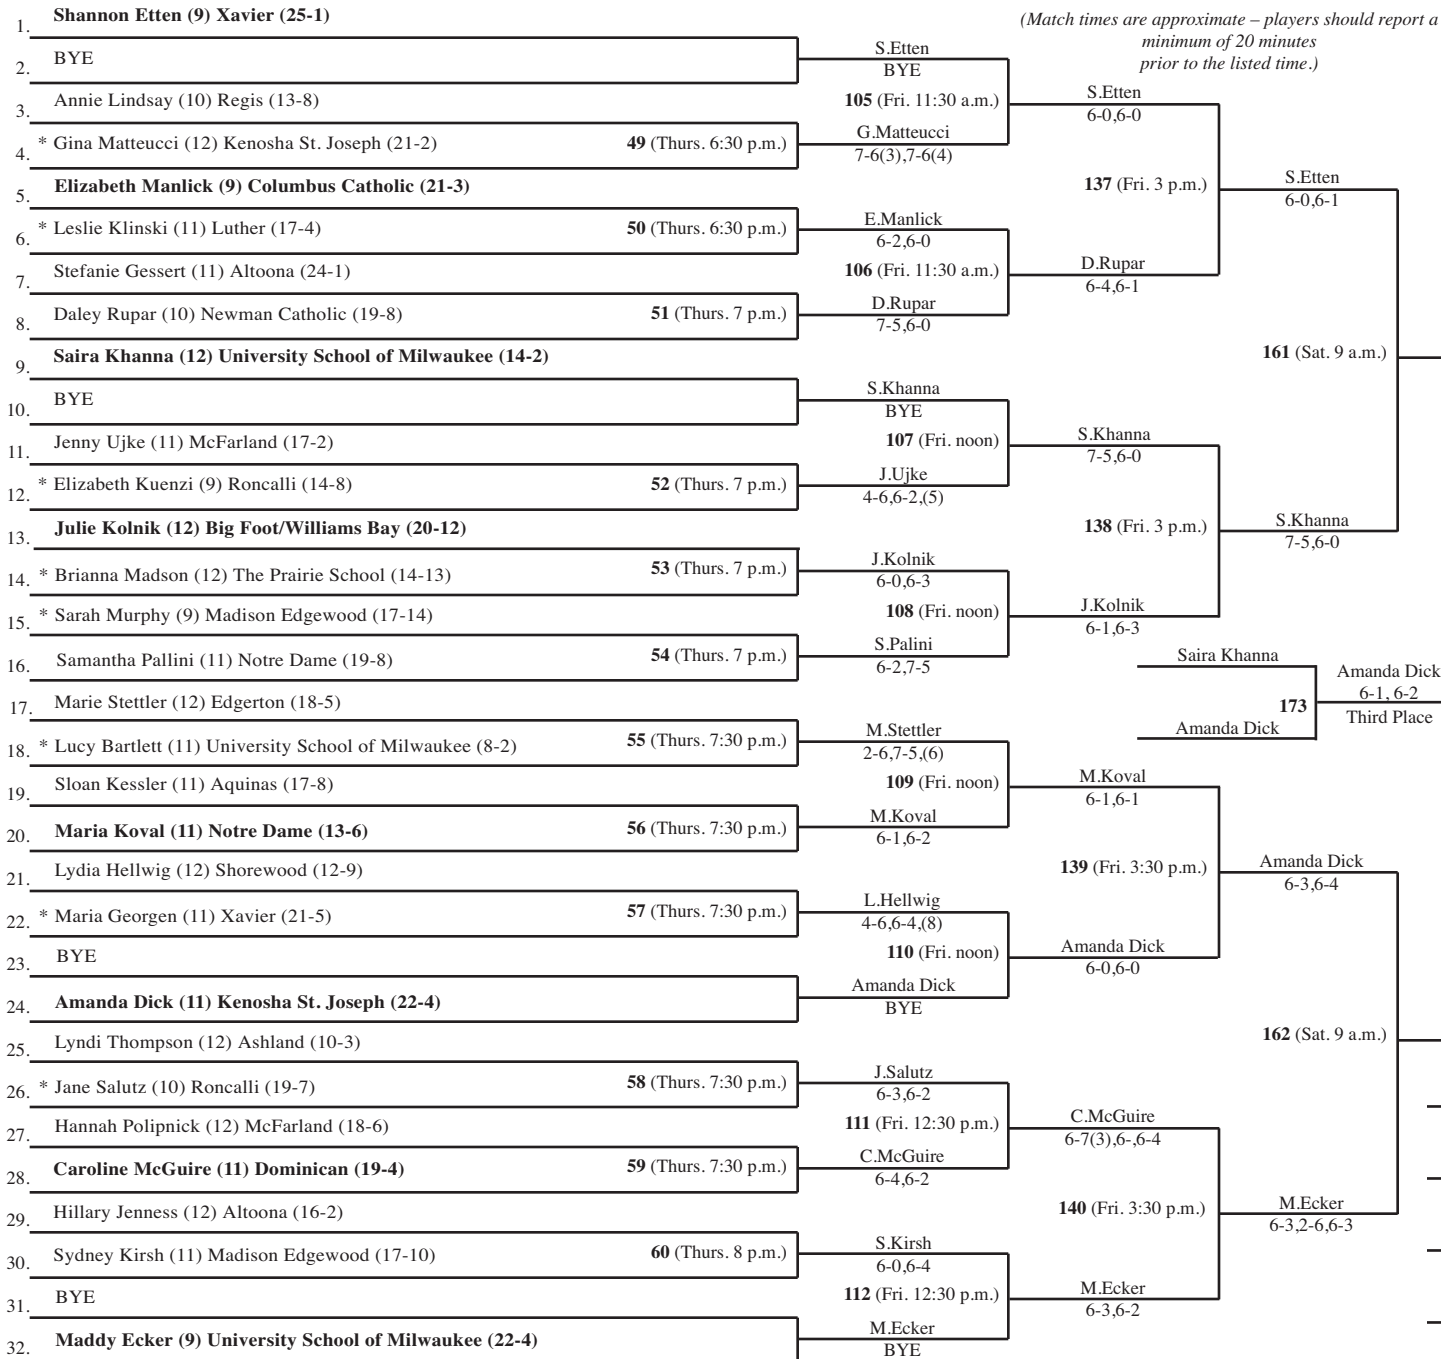 1. Shannon Etten (9) Xavier (25-1)
2. BYE
3. Annie Lindsay (10) Regis (13-8)
4. * Gina Matteucci (12) Kenosha St. Joseph (21-2) 49 (Thurs. 6:30 p.m.)
5. Elizabeth Manlick (9) Columbus Catholic (21-3)
6. * Leslie Klinski (11) Luther (17-4) 50 (Thurs. 6:30 p.m.)
7. Stefanie Gessert (11) Altoona (24-1)
8. Daley Rupar (10) Newman Catholic (19-8) 51 (Thurs. 7 p.m.)
9. Saira Khanna (12) University School of Milwaukee (14-2)
10. BYE
11. Jenny Ujke (11) McFarland (17-2)
12. * Elizabeth Kuenzi (9) Roncalli (14-8) 52 (Thurs. 7 p.m.)
13. Julie Kolnik (12) Big Foot/Williams Bay (20-12)
14. * Brianna Madson (12) The Prairie School (14-13) 53 (Thurs. 7 p.m.)
15. * Sarah Murphy (9) Madison Edgewood (17-14)
16. Samantha Pallini (11) Notre Dame (19-8) 54 (Thurs. 7 p.m.)
17. Marie Stettler (12) Edgerton (18-5)
18. * Lucy Bartlett (11) University School of Milwaukee (8-2) 55 (Thurs. 7:30 p.m.)
19. Sloan Kessler (11) Aquinas (17-8)
20. Maria Koval (11) Notre Dame (13-6) 56 (Thurs. 7:30 p.m.)
21. Lydia Hellwig (12) Shorewood (12-9)
22. * Maria Georgen (11) Xavier (21-5) 57 (Thurs. 7:30 p.m.)
23. BYE
24. Amanda Dick (11) Kenosha St. Joseph (22-4)
25. Lyndi Thompson (12) Ashland (10-3)
26. * Jane Salutz (10) Roncalli (19-7) 58 (Thurs. 7:30 p.m.)
27. Hannah Polipnick (12) McFarland (18-6)
28. Caroline McGuire (11) Dominican (19-4) 59 (Thurs. 7:30 p.m.)
29. Hillary Jenness (12) Altoona (16-2)
30. Sydney Kirsh (11) Madison Edgewood (17-10) 60 (Thurs. 8 p.m.)
31. BYE
32. Maddy Ecker (9) University School of Milwaukee (22-4)
S.Etten
BYE
105 (Fri. 11:30 a.m.)
G.Matteucci
7-6(3),7-6(4)
E.Manlick
6-2,6-0
106 (Fri. 11:30 a.m.)
D.Rupar
7-5,6-0
S.Khanna
BYE
107 (Fri. noon)
J.Ujke
4-6,6-2,(5)
J.Kolnik
6-0,6-3
108 (Fri. noon)
S.Palini
6-2,7-5
M.Stettler
2-6,7-5,(6)
109 (Fri. noon)
M.Koval
6-1,6-2
L.Hellwig
4-6,6-4,(8)
110 (Fri. noon)
Amanda Dick
BYE
J.Salutz
6-3,6-2
111 (Fri. 12:30 p.m.)
C.McGuire
6-4,6-2
S.Kirsh
6-0,6-4
112 (Fri. 12:30 p.m.)
M.Ecker
BYE
(Match times are approximate – players should report a
minimum of 20 minutes
prior to the listed time.)
S.Etten
6-0,6-0
137 (Fri. 3 p.m.)
D.Rupar
6-4,6-1
S.Khanna
7-5,6-0
138 (Fri. 3 p.m.)
J.Kolnik
6-1,6-3
M.Koval
6-1,6-1
139 (Fri. 3:30 p.m.)
Amanda Dick
6-0,6-0
C.McGuire
6-7(3),6-,6-4
140 (Fri. 3:30 p.m.)
M.Ecker
6-3,6-2
S.Etten
6-0,6-1
161 (Sat. 9 a.m.)
S.Khanna
7-5,6-0
Saira Khanna
173
Amanda Dick
Amanda Dick
6-1, 6-2
Third Place
Amanda Dick
6-3,6-4
162 (Sat. 9 a.m.)
M.Ecker
6-3,2-6,6-3